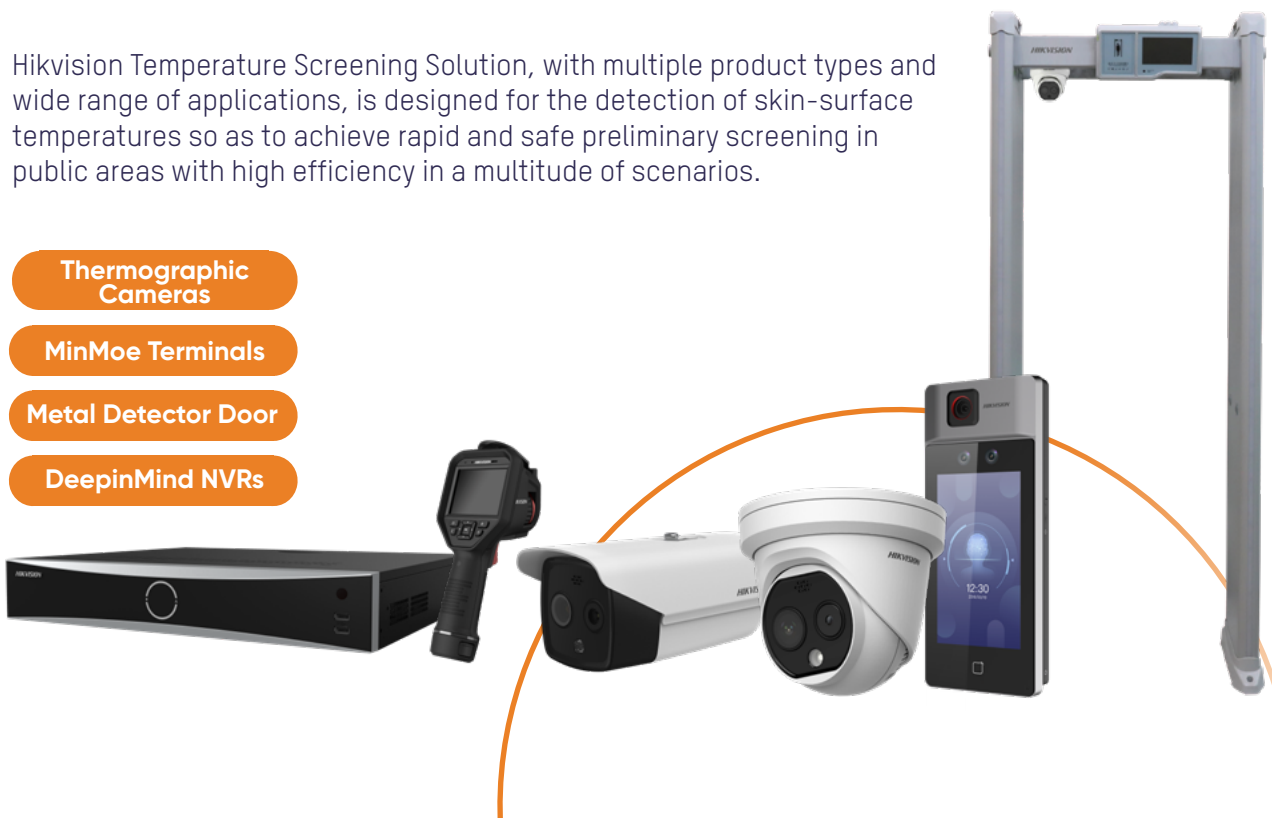 Hikvision Temperature Screening Solution, with multiple product types and
wide range of applications, is designed for the detection of skin-surface
temperatures so as to achieve rapid and safe preliminary screening in
public areas with high efficiency in a multitude of scenarios.
Thermographic
Cameras
MinMoe Terminals
Metal Detector Door
DeepinMind NVRs
HIKVISION
HIKVISION
HIKVISION
HIKVISION
12:30